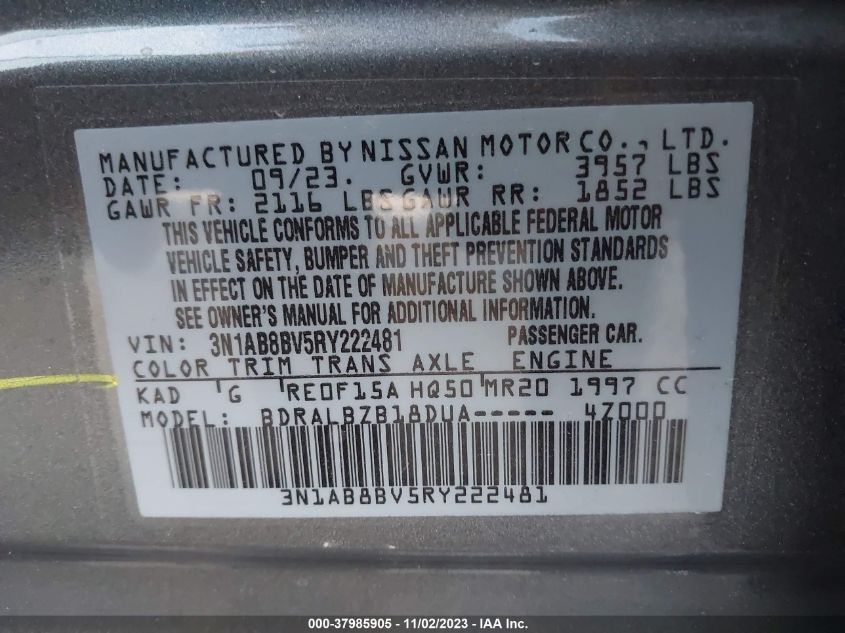 MANUFACTURED BY NISSAN MOTOR CO., LTD.
DATE: 09/23. GVWR: 3957 LBS
GAWR FR: 2116 LBS GAWR RR: 1852 LBS
THIS VEHICLE CONFORMS TO ALL APPLICABLE FEDERAL MOTOR
VEHICLE SAFETY, BUMPER AND THEFT PREVENTION STANDARDS
IN EFFECT ON THE DATE OF MANUFACTURE SHOWN ABOVE.
SEE OWNER'S MANUAL FOR ADDITIONAL INFORMATION.
VIN: 3N1AB8BV5RY222481 PASSENGER CAR.
COLOR TRIM TRANS AXLE ENGINE
KAD G RE0F15A HQ50 MR20 1997 CC
MODEL: BDRALBZB18DUA----- 4Z000
3N1AB8BV5RY222481
000-37985905 - 11/02/2023 - IAA Inc.